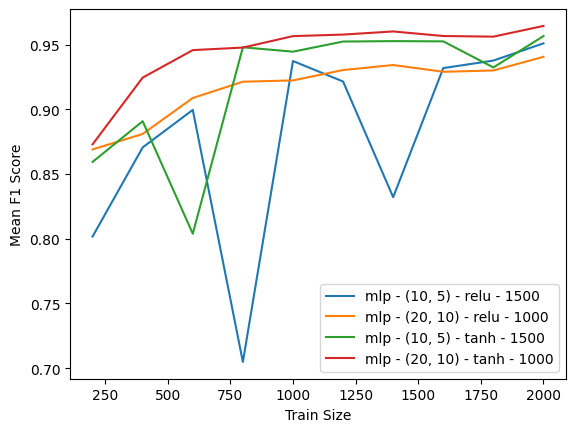 0.95
0.90
0.85
0.80
0.75
0.70
Mean F1 Score
mlp - (10, 5) - relu - 1500
mlp - (20, 10) - relu - 1000
mlp - (10, 5) - tanh - 1500
mlp - (20, 10) - tanh - 1000
250 500 750 1000 1250 1500 1750 2000
Train Size